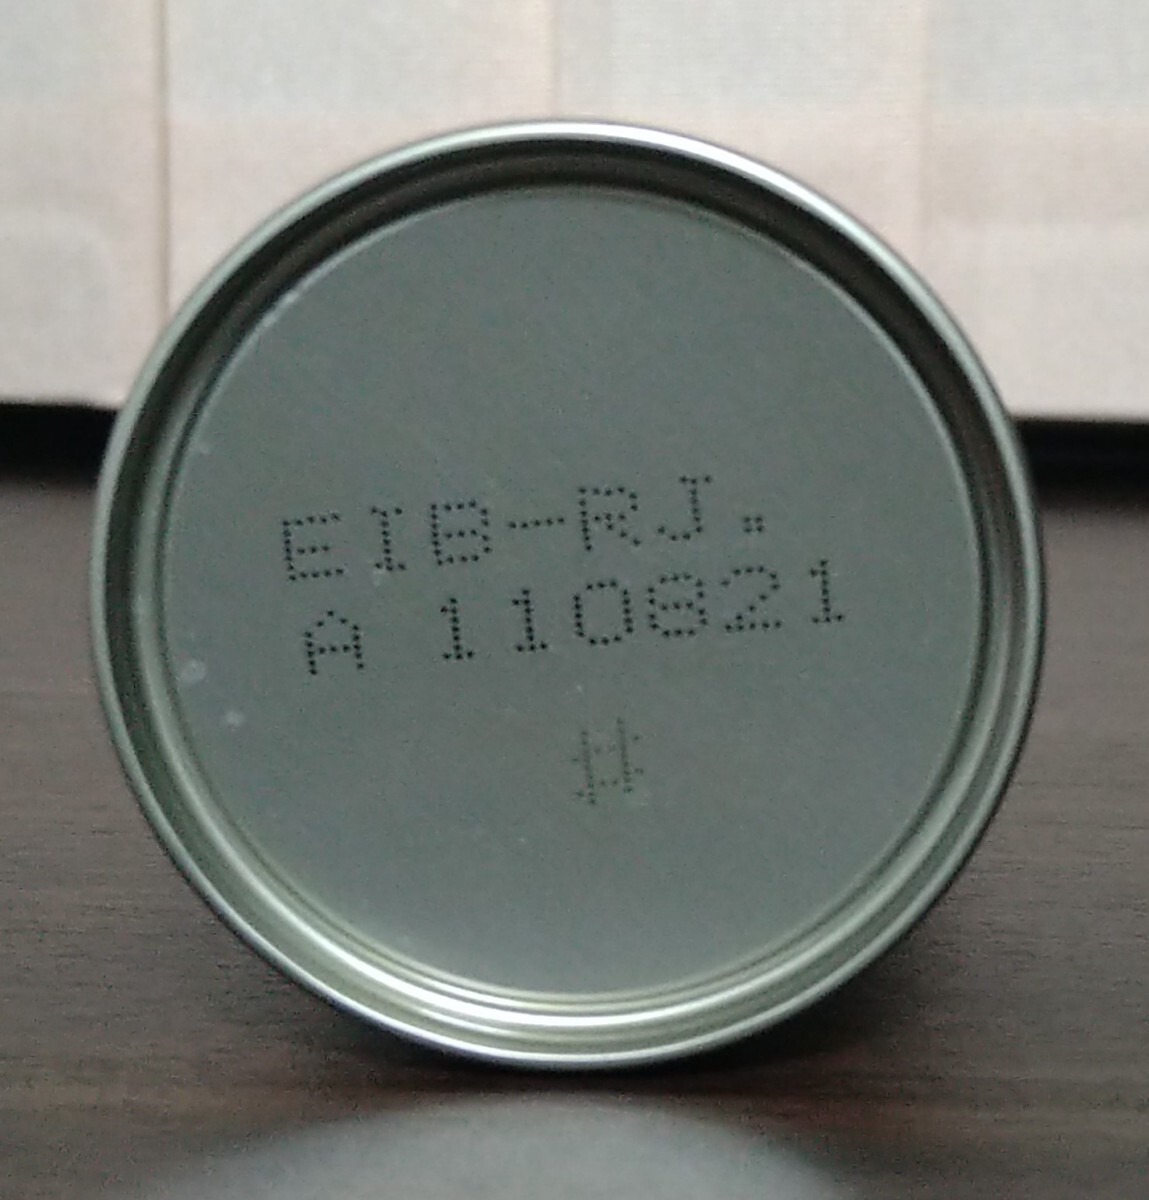 EIB-RJ.
A 110821
#